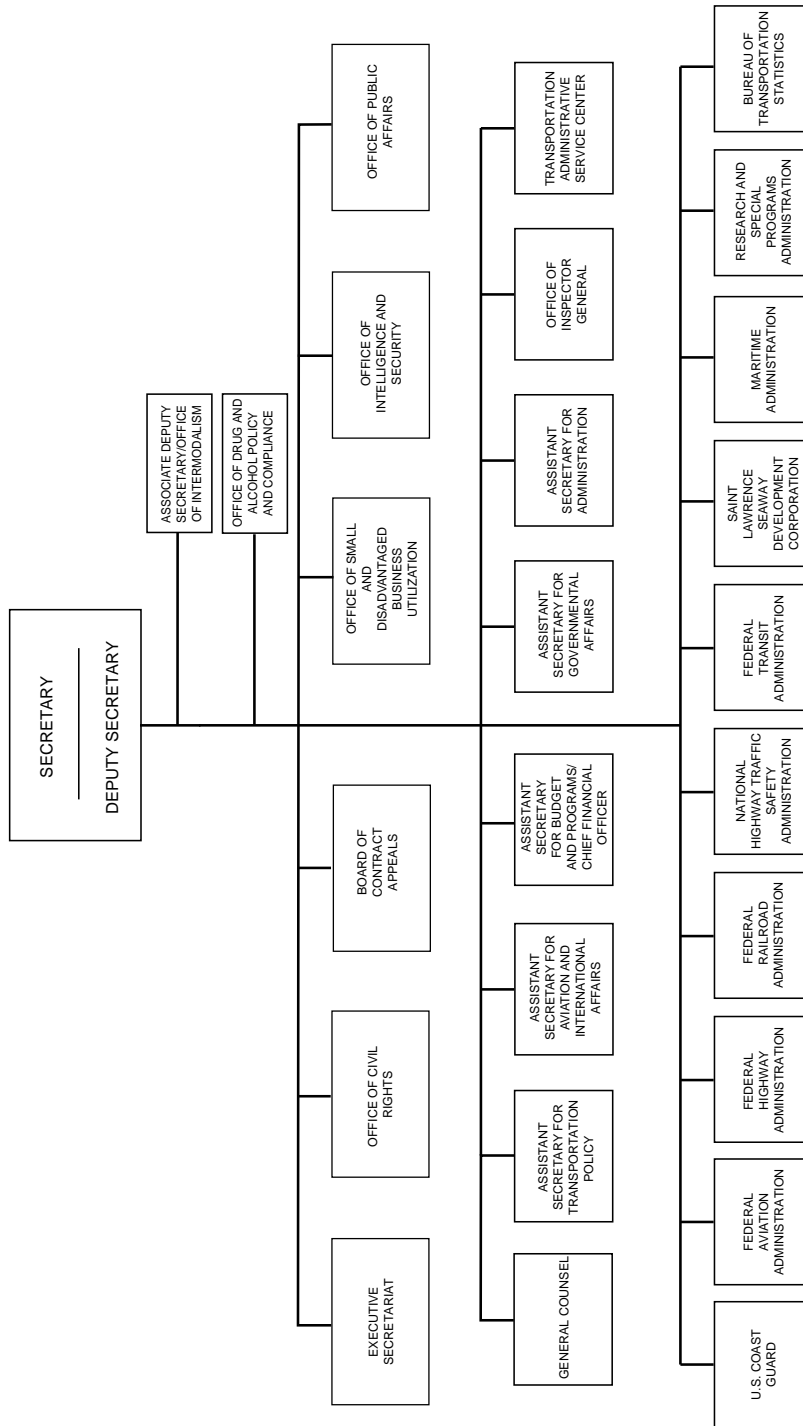 SECRETARY
DEPUTY SECRETARY
ASSOCIATE DEPUTY
SECRETARY/OFFICE
OF INTERMODALISM
OFFICE OF DRUG AND
ALCOHOL POLICY
AND COMPLIANCE
EXECUTIVE
SECRETARIAT
OFFICE OF CIVIL
RIGHTS
BOARD OF
CONTRACT
APPEALS
OFFICE OF SMALL
AND
DISADVANTAGED
BUSINESS
UTILIZATION
OFFICE OF
INTELLIGENCE AND
SECURITY
OFFICE OF PUBLIC
AFFAIRS
GENERAL COUNSEL
ASSISTANT
SECRETARY FOR
TRANSPORTATION
POLICY
ASSISTANT
SECRETARY FOR
AVIATION AND
INTERNATIONAL
AFFAIRS
ASSISTANT
SECRETARY
FOR BUDGET
AND PROGRAMS/
CHIEF FINANCIAL
OFFICER
ASSISTANT
SECRETARY FOR
GOVERNMENTAL
AFFAIRS
ASSISTANT
SECRETARY FOR
ADMINISTRATION
OFFICE OF
INSPECTOR
GENERAL
TRANSPORTATION
ADMINISTRATIVE
SERVICE CENTER
U.S. COAST
GUARD
FEDERAL
AVIATION
ADMINISTRATION
FEDERAL
HIGHWAY
ADMINISTRATION
FEDERAL
RAILROAD
ADMINISTRATION
NATIONAL
HIGHWAY TRAFFIC
SAFETY
ADMINISTRATION
FEDERAL
TRANSIT
ADMINISTRATION
SAINT
LAWRENCE
SEAWAY
DEVELOPMENT
CORPORATION
MARITIME
ADMINISTRATION
RESEARCH AND
SPECIAL
PROGRAMS
ADMINISTRATION
BUREAU OF
TRANSPORTATION
STATISTICS